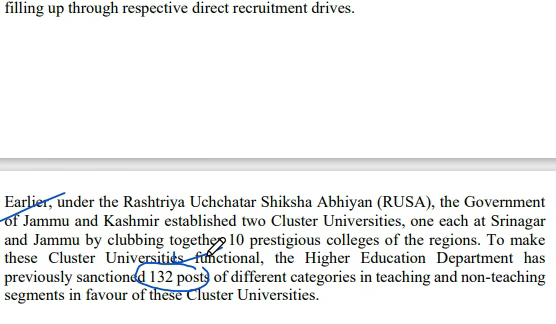 filling up through respective direct recruitment drives.
Earlier, under the Rashtriya Uchchatar Shiksha Abhiyan (RUSA), the Government
of Jammu and Kashmir established two Cluster Universities, one each at Srinagar
and Jammu by clubbing together 10 prestigious colleges of the regions. To make
these Cluster Universities functional, the Higher Education Department has
previously sanctioned 132 posts of different categories in teaching and non-teaching
segments in favour of these Cluster Universities.